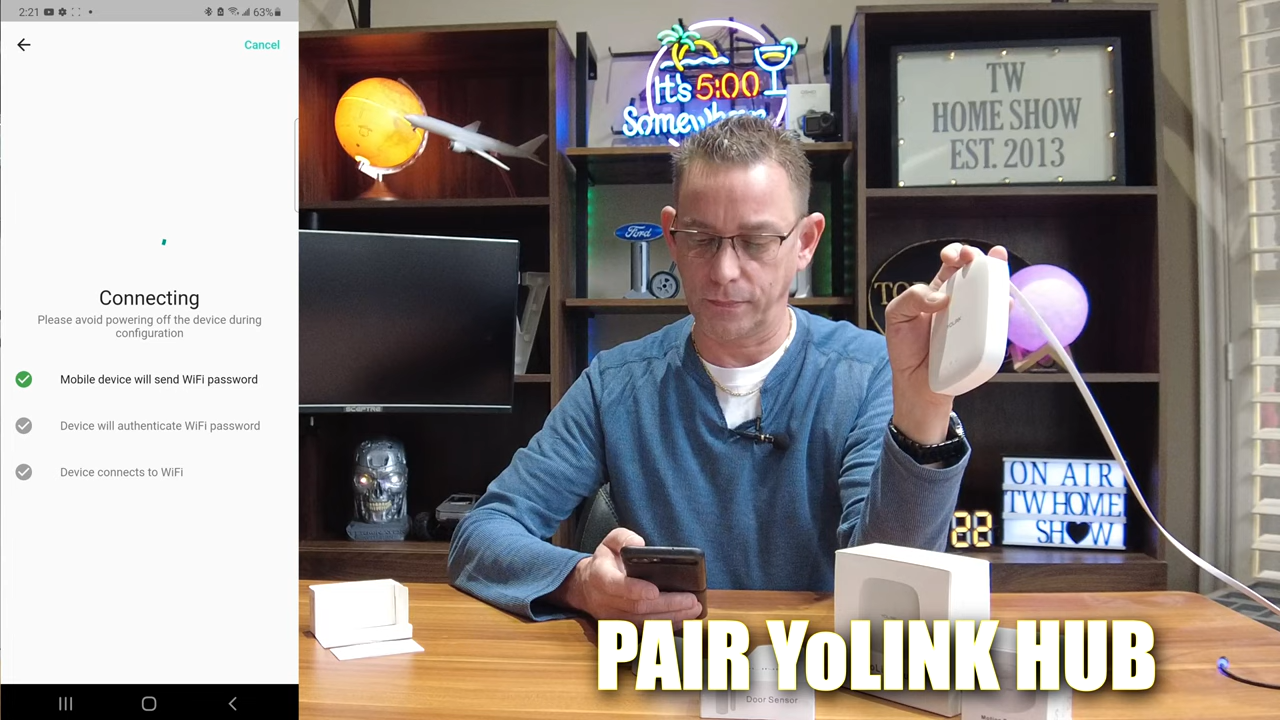 2:21
63%
Cancel
Connecting
Please avoid powering off the device during
configuration
Mobile device will send WiFi password
Device will authenticate WiFi password
Device connects to WiFi
It's 5:00
Somewhere
TW
HOME SHOW
EST. 2013
Ford
SCEPTRE
ON AIR
TW HOME
SHOW
22
PAIR YoLINK HUB
Door Sensor